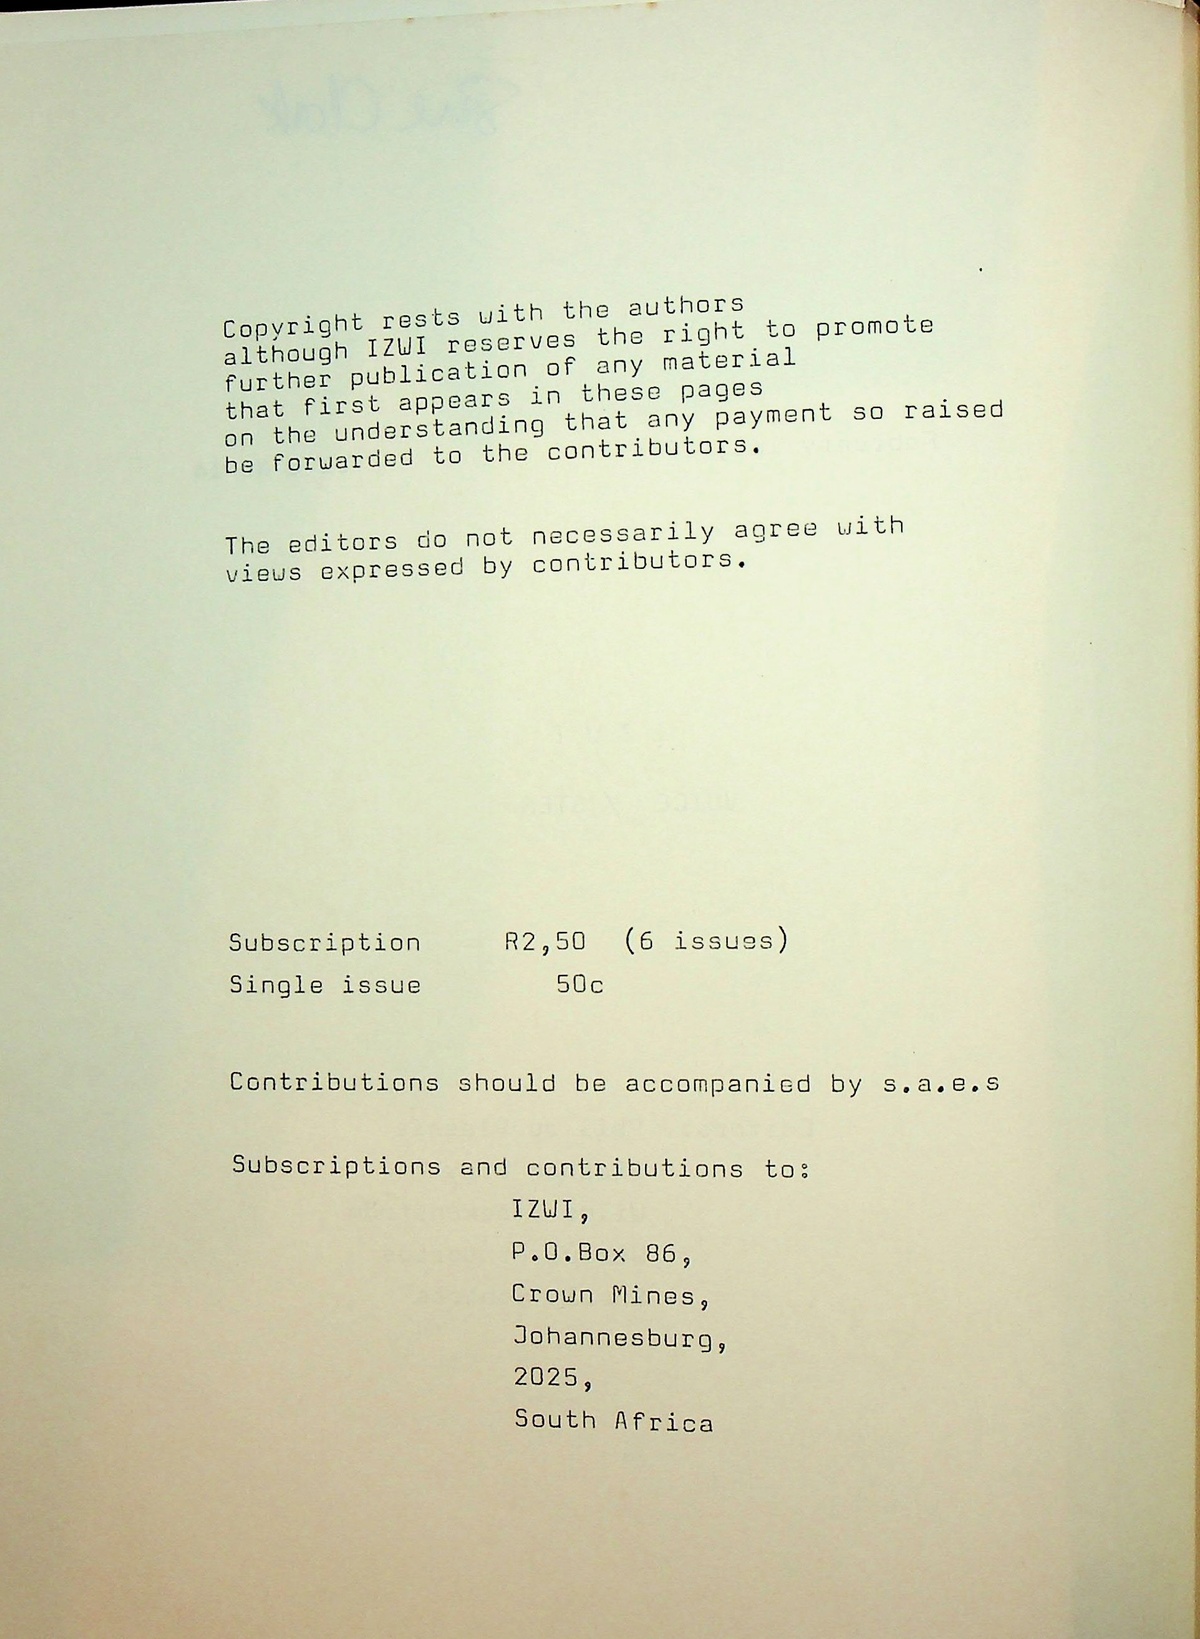 Copyright rests with the authors
although IZWI reserves the right to promote
further publication of any material
that first appears in these pages
on the understanding that any payment so raised
be forwarded to the contributors.
The editors do not necessarily agree with
views expressed by contributors.
Subscription R2,50 (6 issues)
Single issue 50c
Contributions should be accompanied by s.a.e.s
Subscriptions and contributions to:
IZWI,
P.O.Box 86,
Crown Mines,
Johannesburg,
2025,
South Africa